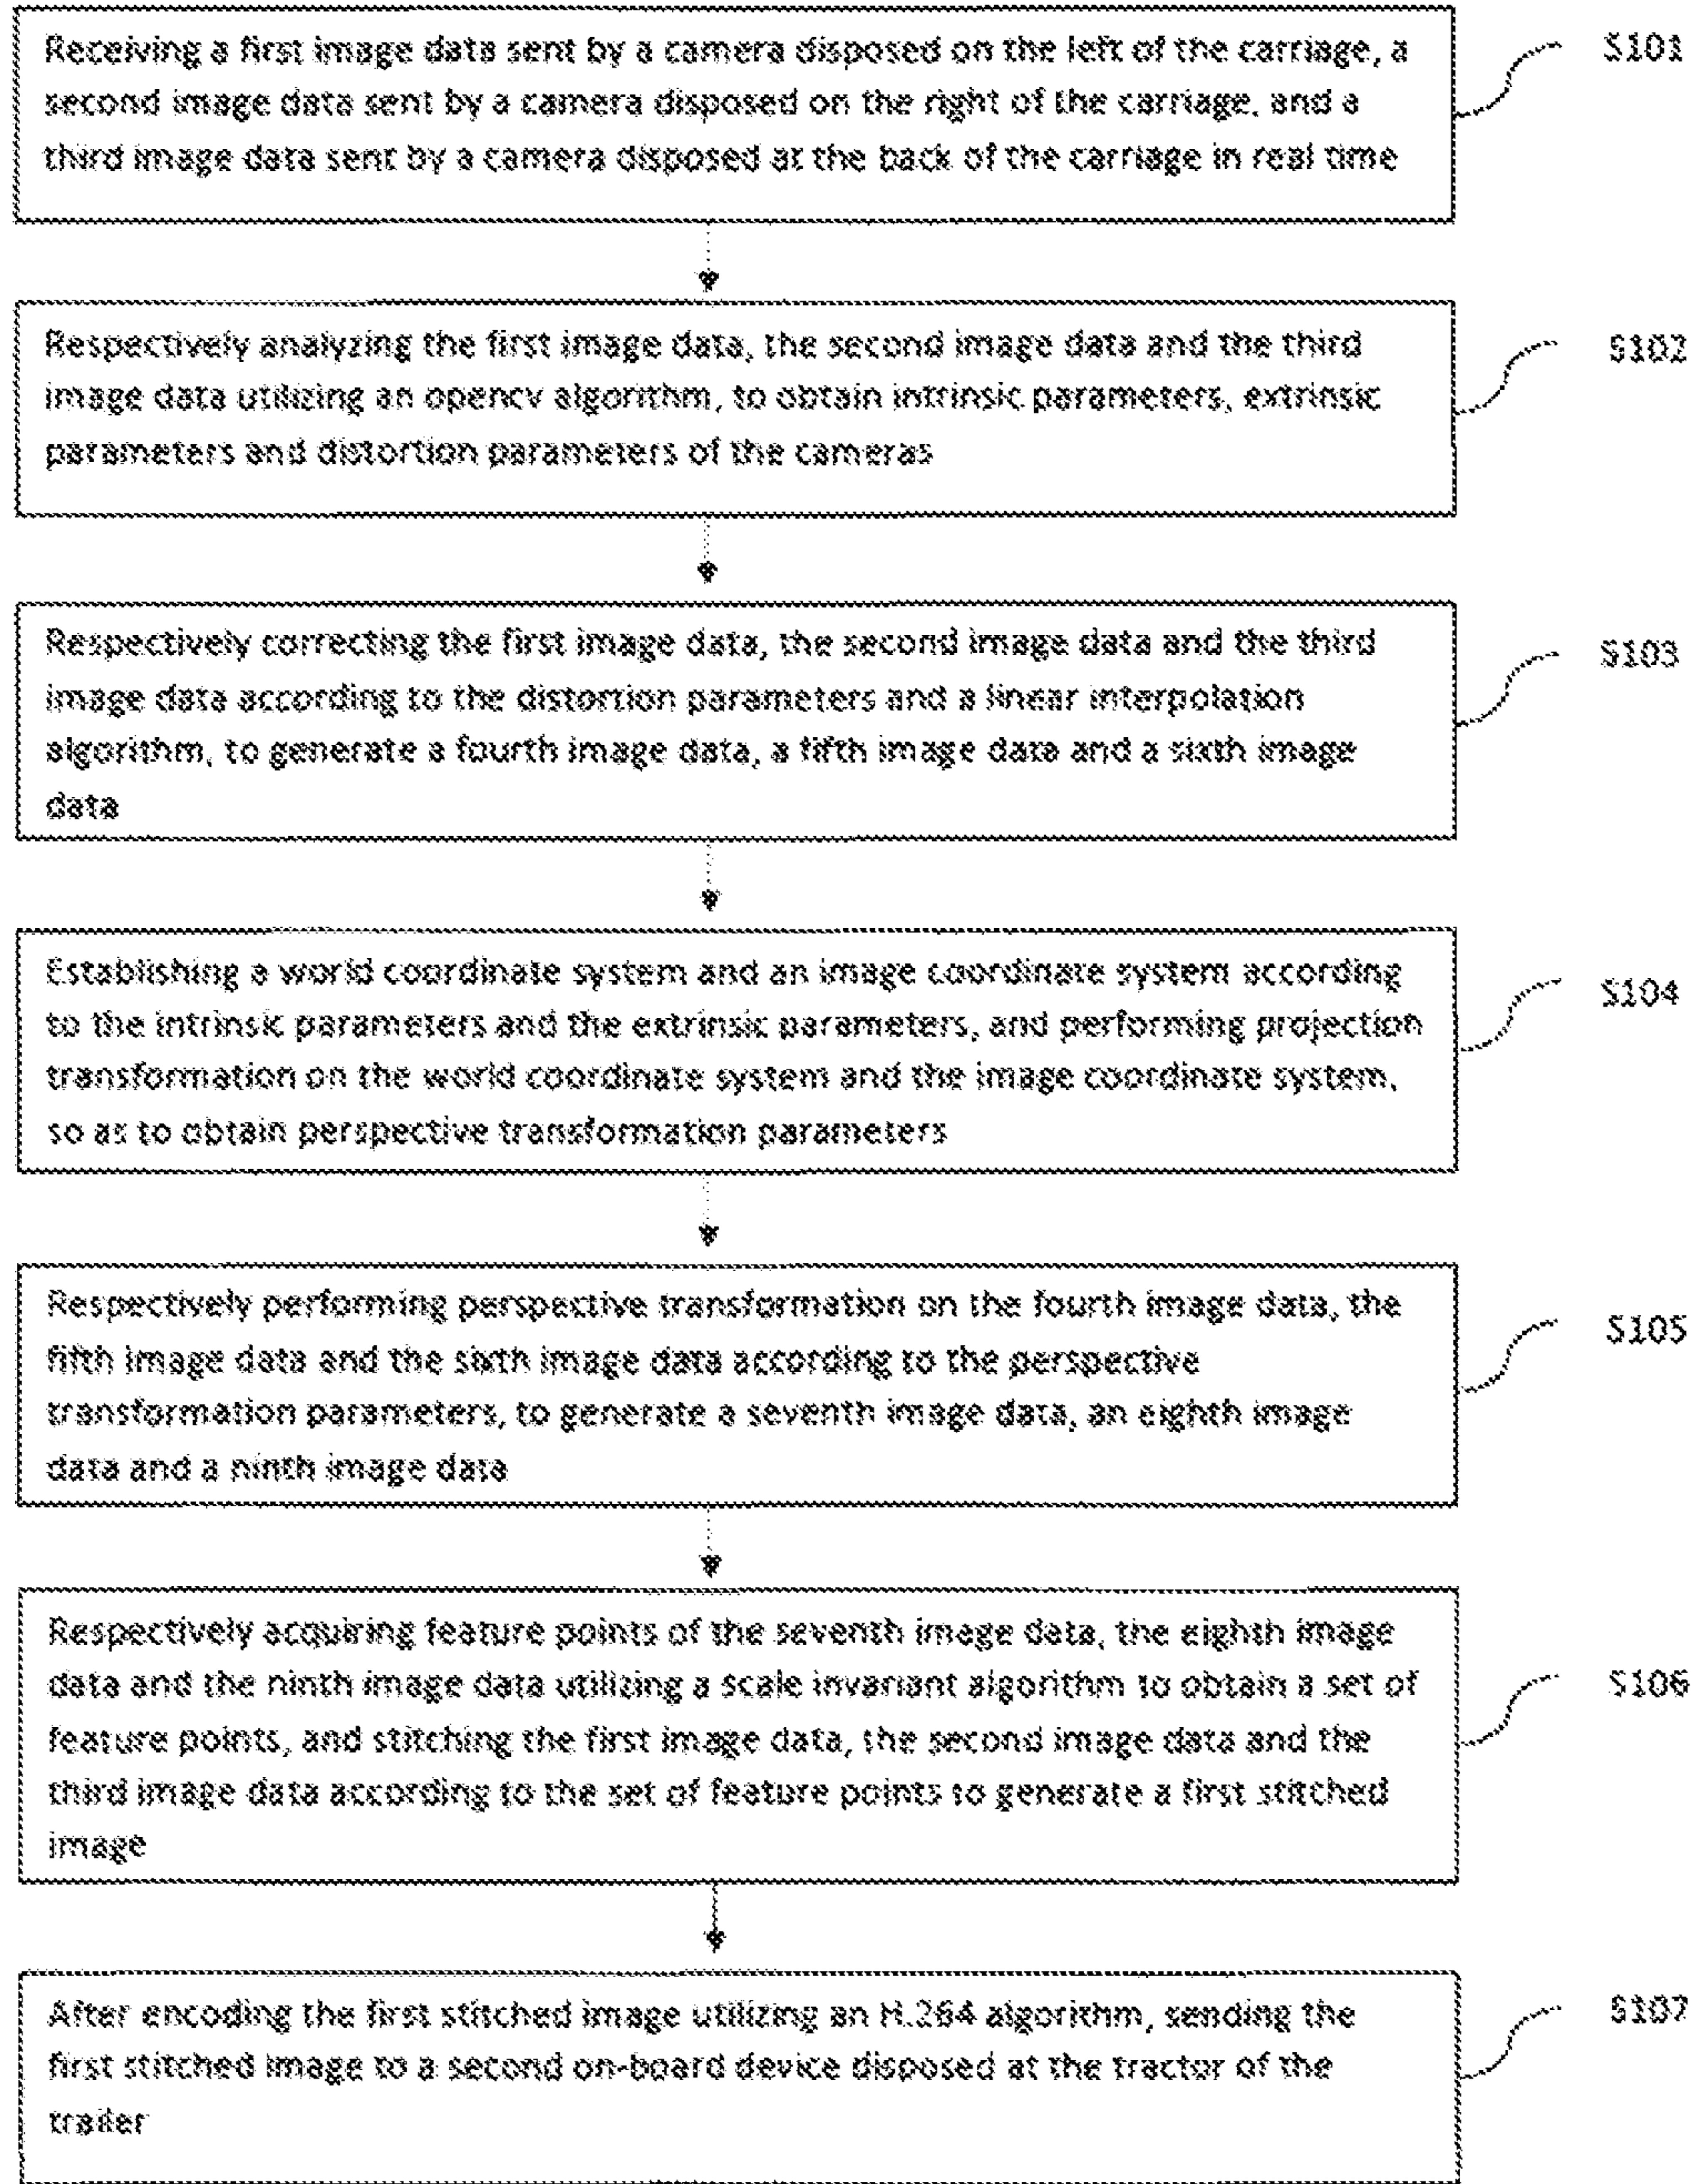 Receiving a first image data sent by a camera disposed on the left of the carriage, a
second image data sent by a camera disposed on the right of the carriage, and a
third image data sent by a camera disposed at the back of the carriage in real time
S101
Respectively analyzing the first image data, the second image data and the third
image data utilizing an opencv algorithm, to obtain intrinsic parameters, extrinsic
parameters and distortion parameters of the cameras
S102
Respectively correcting the first image data, the second image data and the third
image data according to the distortion parameters and a linear interpolation
algorithm, to generate a fourth image data, a fifth image data and a sixth image
data
S103
Establishing a world coordinate system and an image coordinate system according
to the intrinsic parameters and the extrinsic parameters, and performing projection
transformation on the world coordinate system and the image coordinate system,
so as to obtain perspective transformation parameters
S104
Respectively performing perspective transformation on the fourth image data, the
fifth image data and the sixth image data according to the perspective
transformation parameters, to generate a seventh image data, an eighth image
data and a ninth image data
S105
Respectively acquiring feature points of the seventh image data, the eighth image
data and the ninth image data utilizing a scale invariant algorithm to obtain a set of
feature points, and stitching the first image data, the second image data and the
third image data according to the set of feature points to generate a first stitched
image
S106
After encoding the first stitched image utilizing an H.264 algorithm, sending the
first stitched image to a second on-board device disposed at the tractor of the
trailer
S107